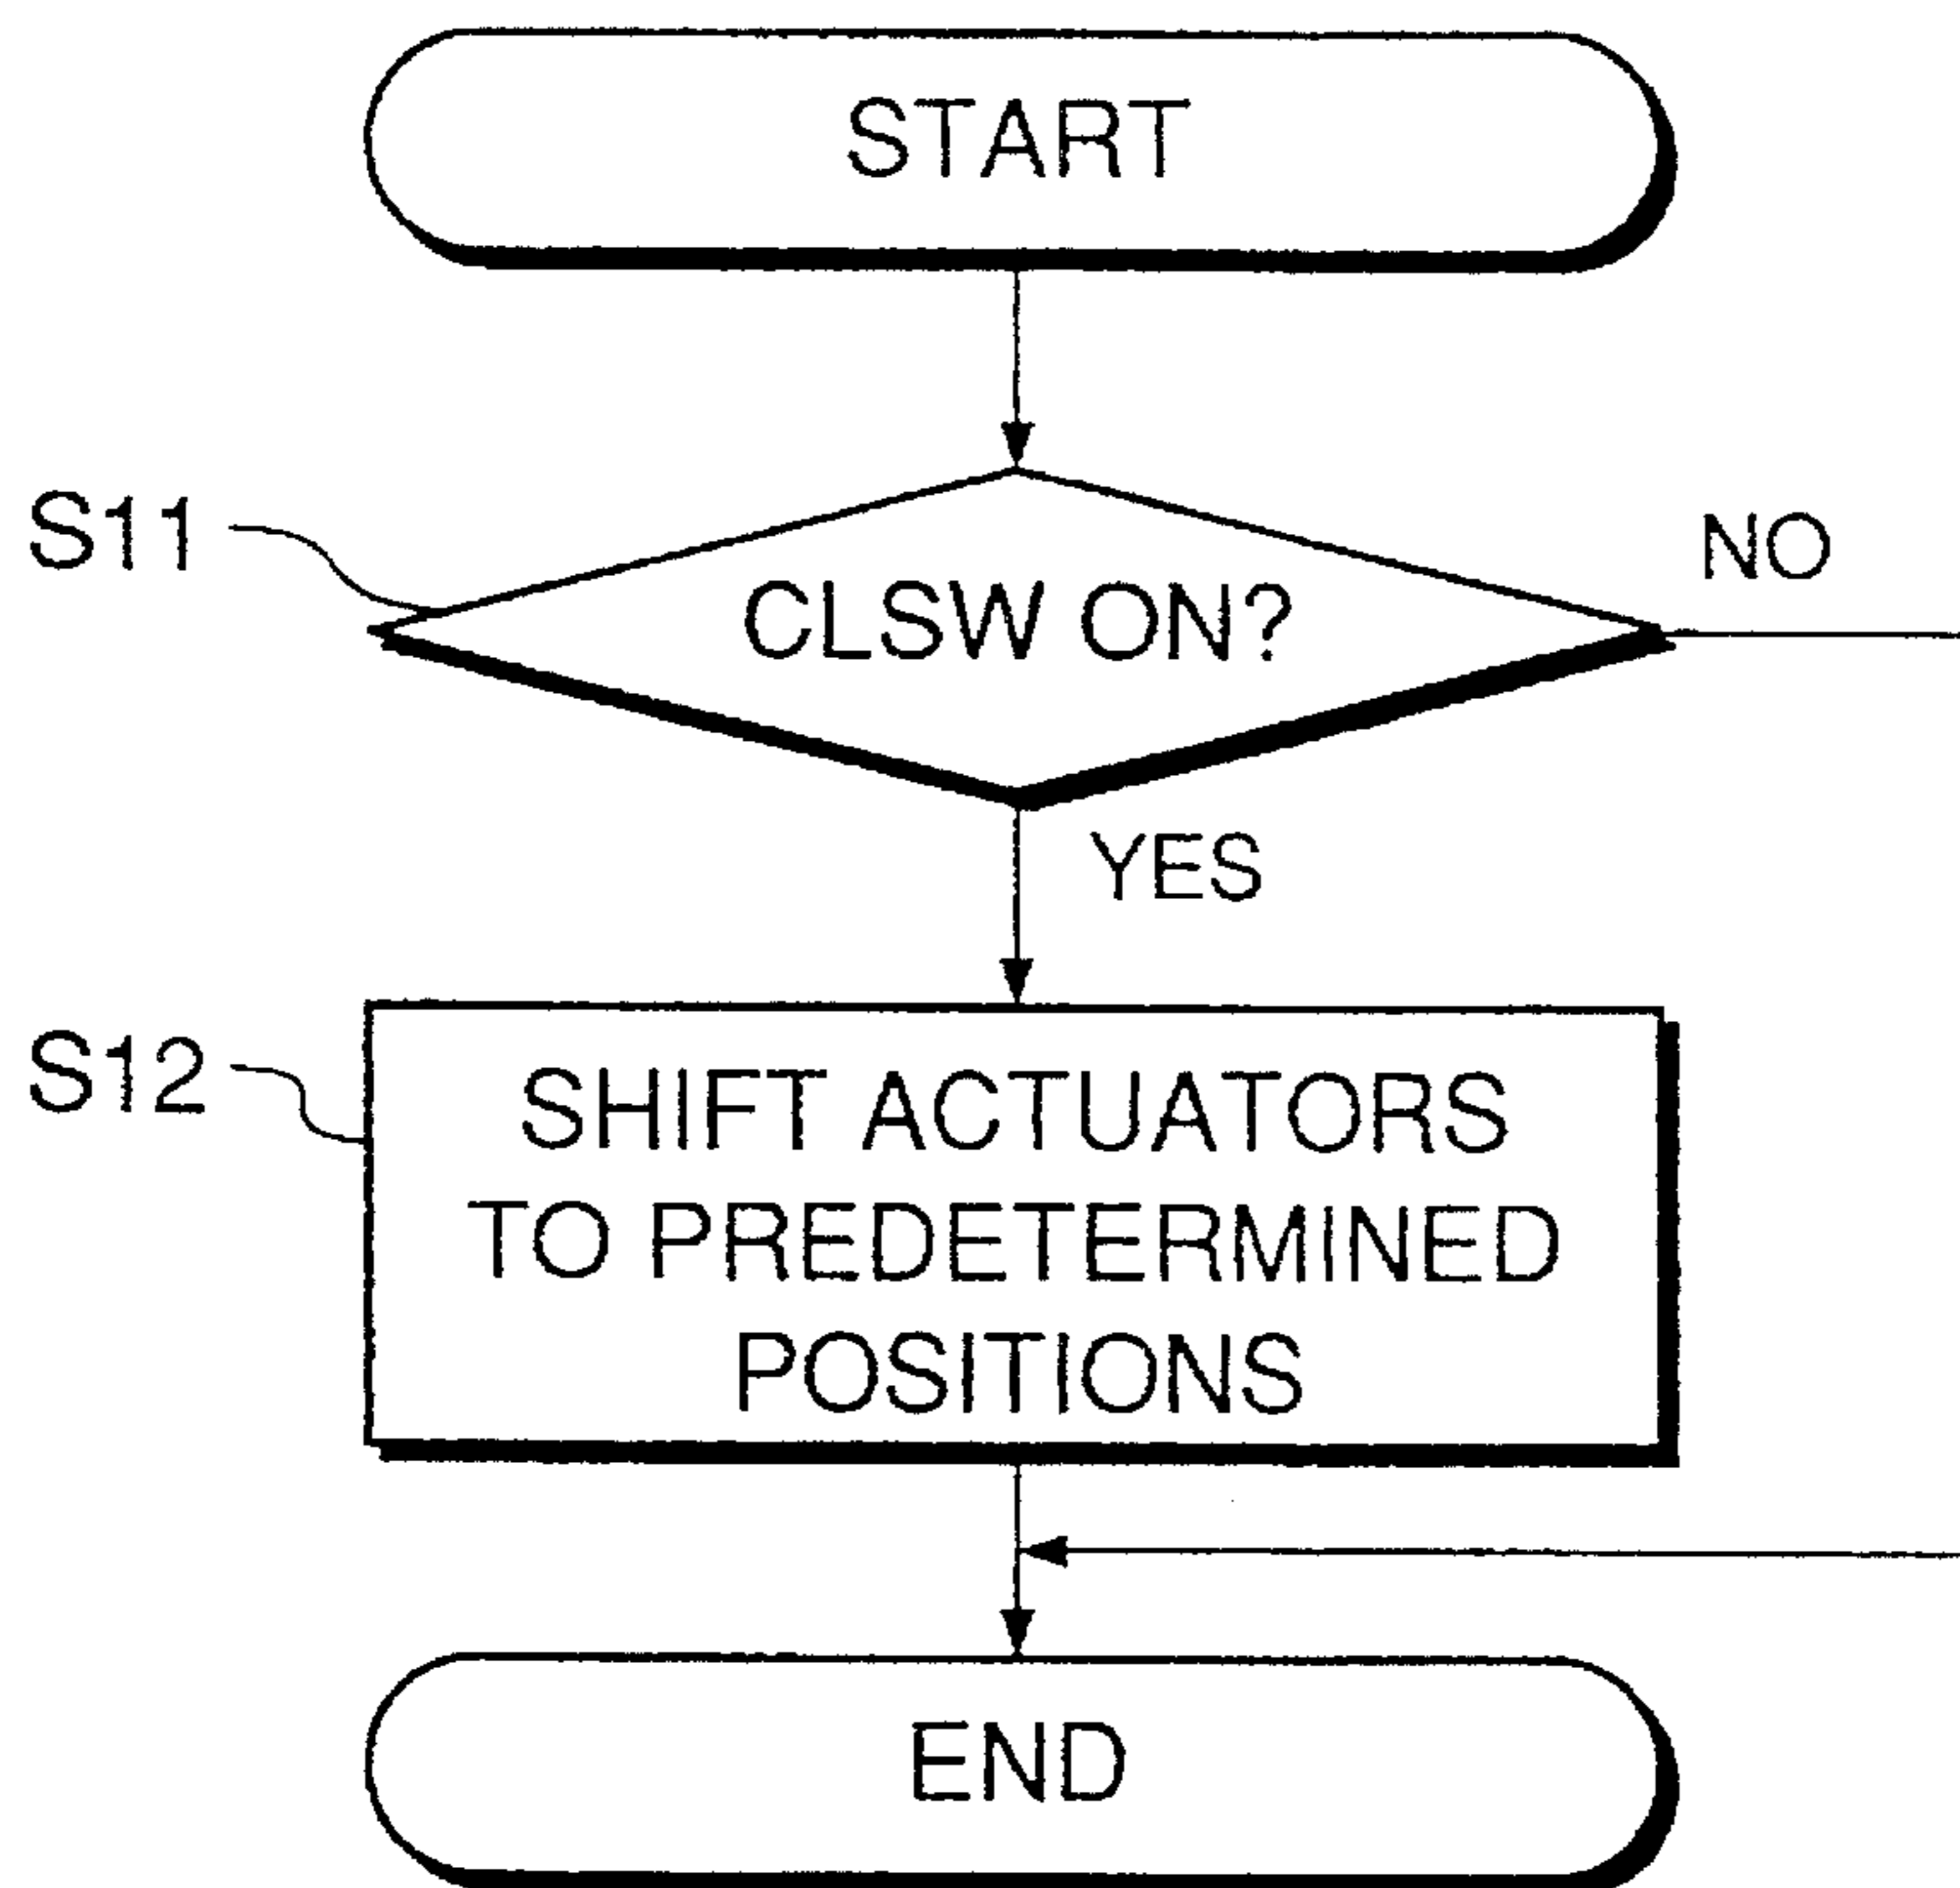 START
S11
CLSW ON?
NO
YES
S12
SHIFT ACTUATORS
TO PREDETERMINED
POSITIONS
END